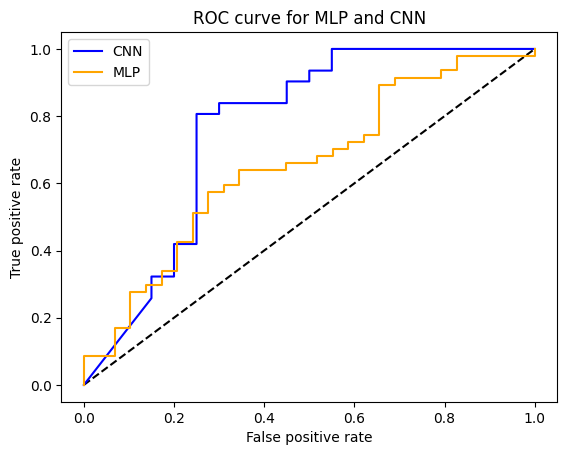 ROC curve for MLP and CNN
CNN
MLP
True positive rate
1.0
0.8
0.6
0.4
0.2
0.0
0.0 0.2 0.4 0.6 0.8 1.0
False positive rate